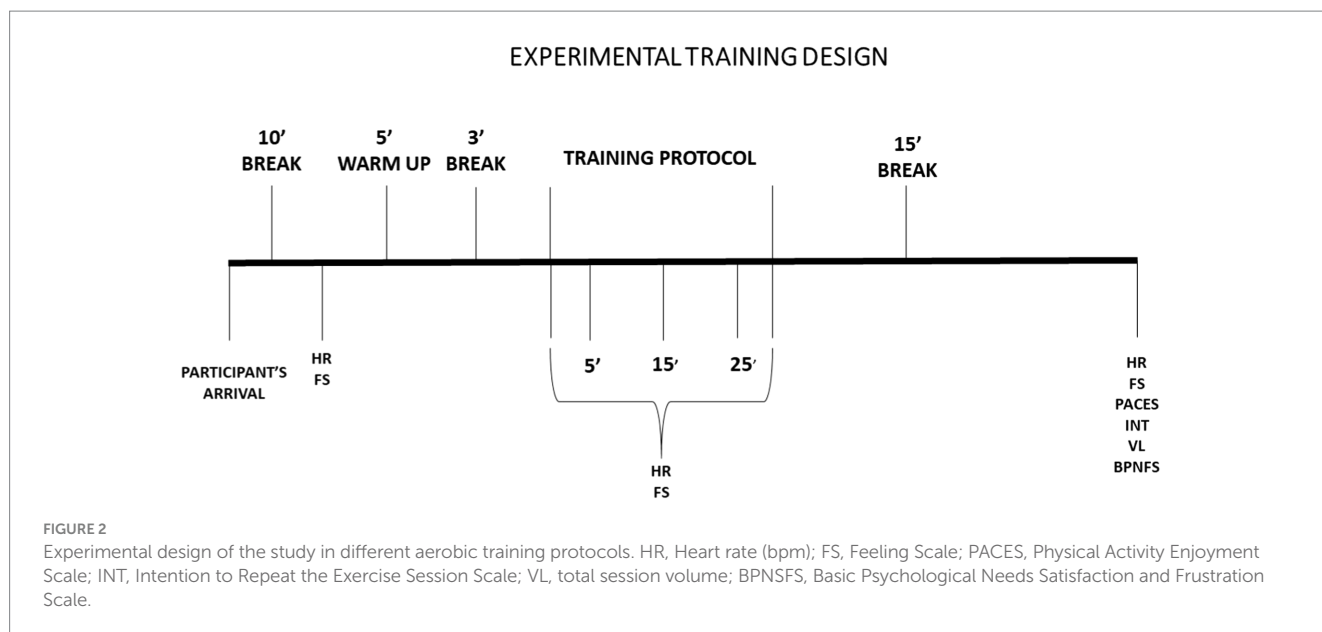 EXPERIMENTAL TRAINING DESIGN
10’
BREAK
5’
WARM UP
3’
BREAK
TRAINING PROTOCOL
15’
BREAK
PARTICIPANT’S
ARRIVAL
HR
FS
5’
15’
25’
HR
FS
HR
FS
PACES
INT
VL
BPNFS
FIGURE 2
Experimental design of the study in different aerobic training protocols. HR, Heart rate (bpm); FS, Feeling Scale; PACES, Physical Activity Enjoyment
Scale; INT, Intention to Repeat the Exercise Session Scale; VL, total session volume; BPNSFS, Basic Psychological Needs Satisfaction and Frustration
Scale.